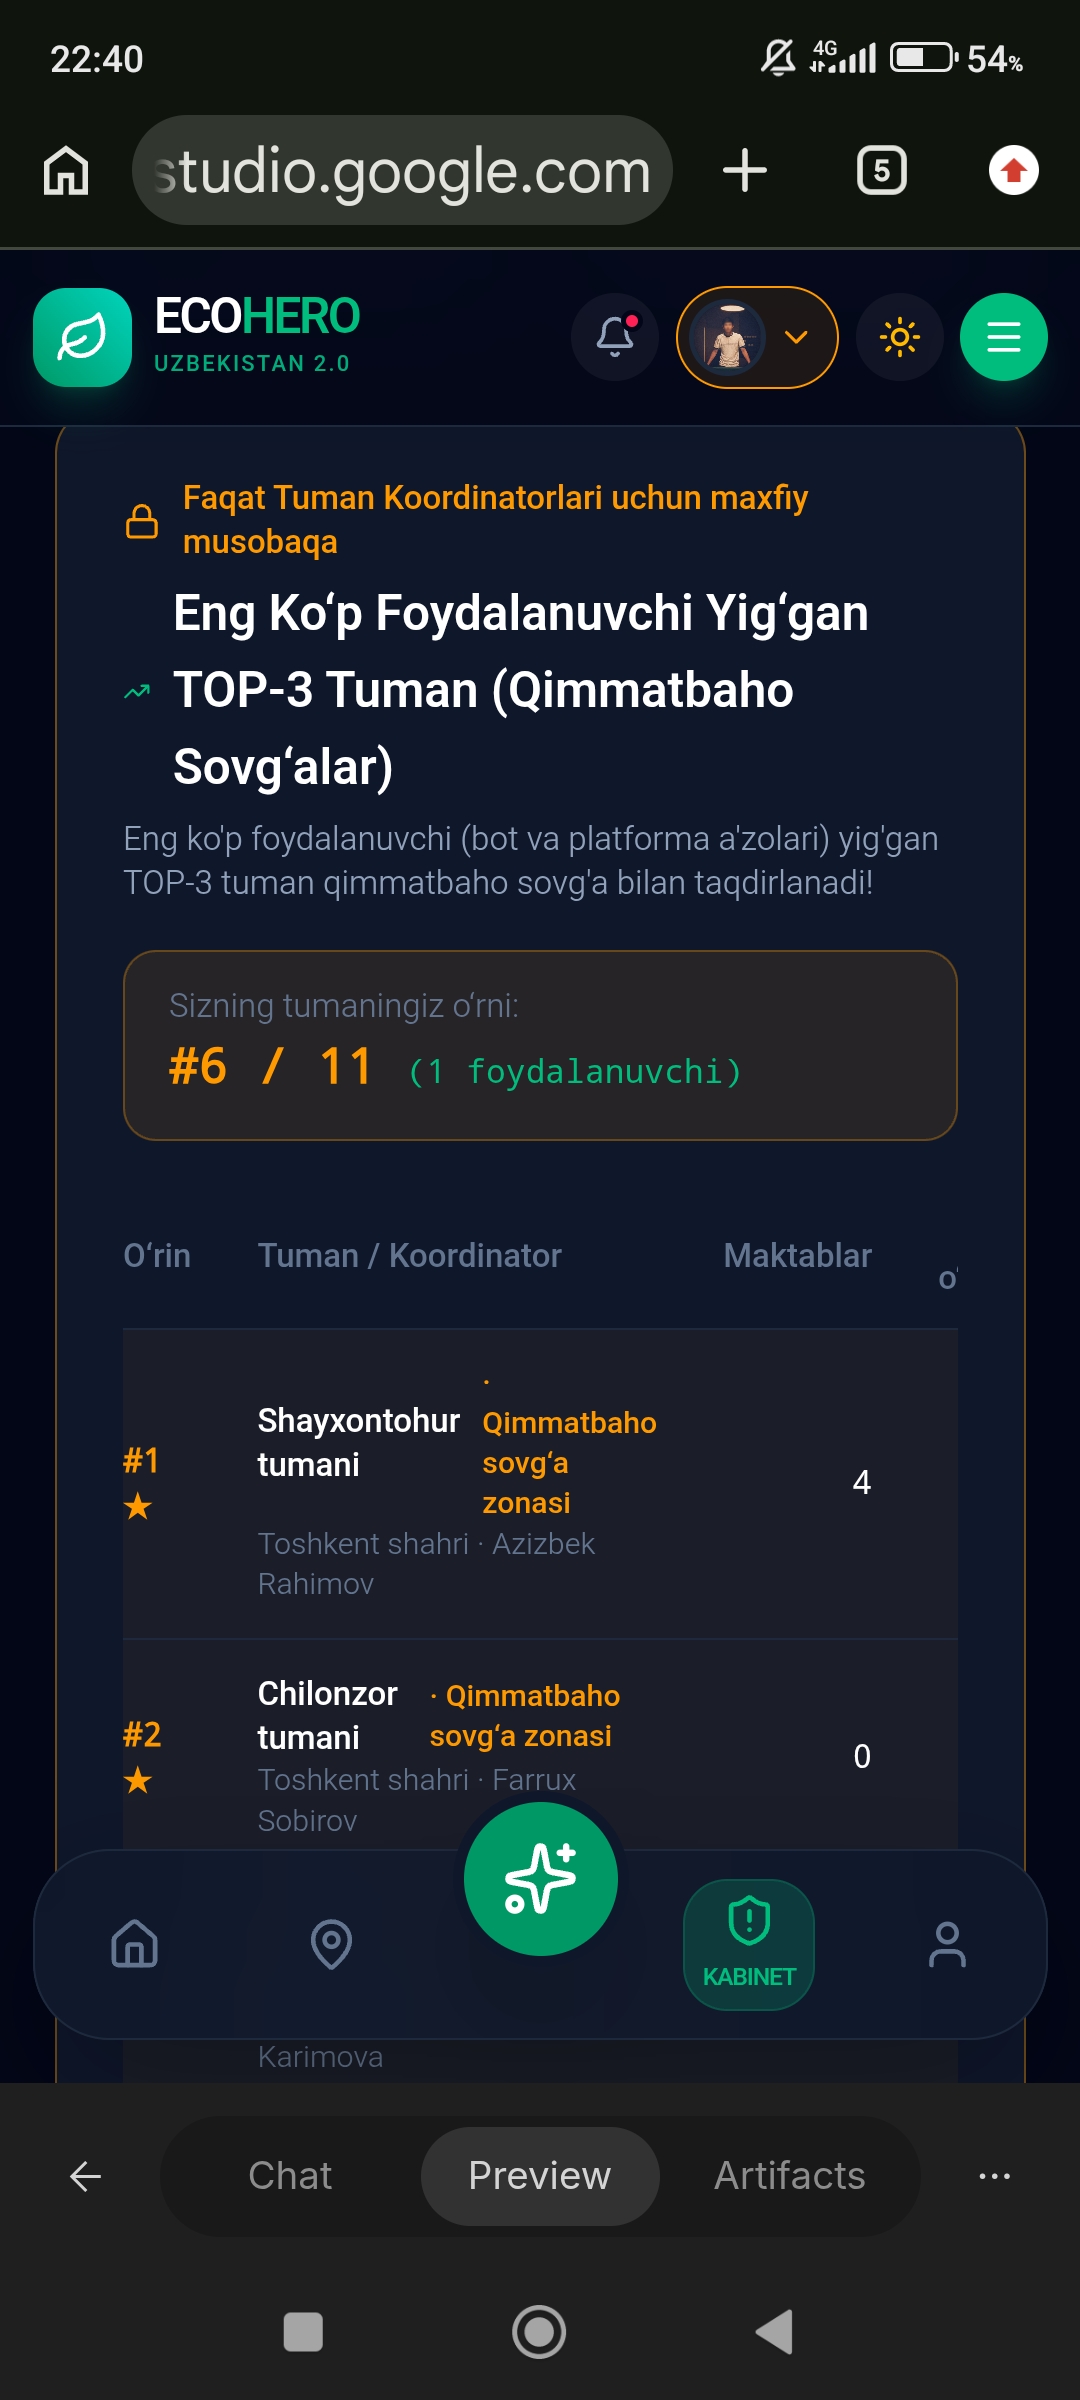 22:40
4G
54%
studio.google.com
5
ECOHERO
UZBEKISTAN 2.0
Faqat Tuman Koordinatorlari uchun maxfiy
musobaqa
Eng Ko‘p Foydalanuvchi Yig‘gan
TOP-3 Tuman (Qimmatbaho
Sovg‘alar)
Eng ko'p foydalanuvchi (bot va platforma a'zolari) yig'gan
TOP-3 tuman qimmatbaho sovg'a bilan taqdirlanadi!
Sizning tumaningiz o‘rni:
#6 / 11 (1 foydalanuvchi)
O‘rin Tuman / Koordinator Maktablar
o‘
#1 ★
Shayxontohur
tumani
· Qimmatbaho
sovg‘a
zonasi
Toshkent shahri · Azizbek
Rahimov
4
#2 ★
Chilonzor
tumani
· Qimmatbaho
sovg‘a zonasi
Toshkent shahri · Farrux
Sobirov
0
KABINET
Karimova
Chat Preview Artifacts